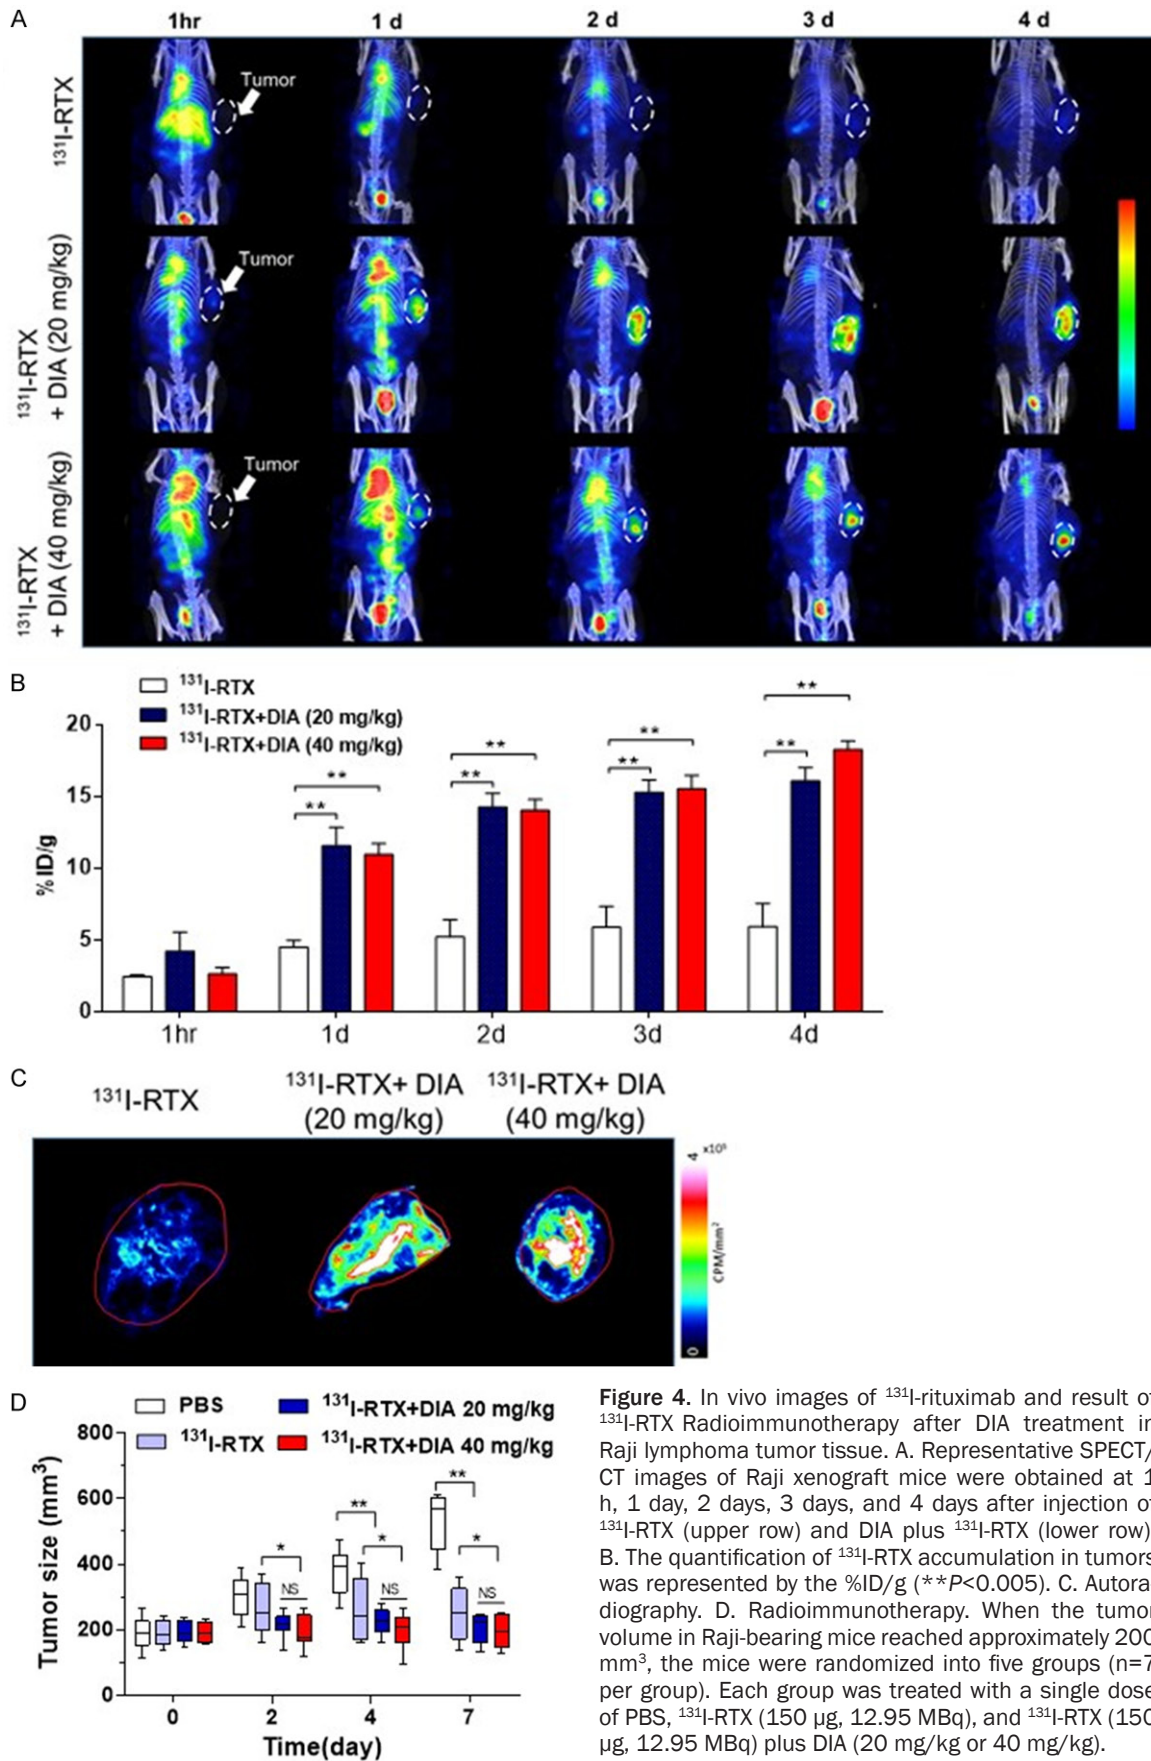 A
1hr 1 d 2 d 3 d 4 d
¹³¹I-RTX
Tumor
¹³¹I-RTX
+ DIA (20 mg/kg)
Tumor
¹³¹I-RTX
+ DIA (40 mg/kg)
Tumor
B
¹³¹I-RTX
¹³¹I-RTX+DIA (20 mg/kg)
¹³¹I-RTX+DIA (40 mg/kg)
%ID/g
20
15
10
5
0
** ** ** ** ** ** ** **
1hr 1d 2d 3d 4d
C
¹³¹I-RTX
¹³¹I-RTX+ DIA
(20 mg/kg)
¹³¹I-RTX+ DIA
(40 mg/kg)
4 x10⁵
CPM/mm²
0
D
PBS
¹³¹I-RTX
¹³¹I-RTX+DIA 20 mg/kg
¹³¹I-RTX+DIA 40 mg/kg
Tumor size (mm³)
800
600
400
200
0
* NS ** * NS ** * NS
0 2 4 7
Time(day)
Figure 4. In vivo images of ¹³¹I-rituximab and result of
¹³¹I-RTX Radioimmunotherapy after DIA treatment in
Raji lymphoma tumor tissue. A. Representative SPECT/
CT images of Raji xenograft mice were obtained at 1
h, 1 day, 2 days, 3 days, and 4 days after injection of
¹³¹I-RTX (upper row) and DIA plus ¹³¹I-RTX (lower row)
B. The quantification of ¹³¹I-RTX accumulation in tumors
was represented by the %ID/g (**P<0.005). C. Autora-
diography. D. Radioimmunotherapy. When the tumor
volume in Raji-bearing mice reached approximately 200
mm³, the mice were randomized into five groups (n=7
per group). Each group was treated with a single dose
of PBS, ¹³¹I-RTX (150 µg, 12.95 MBq), and ¹³¹I-RTX (150
µg, 12.95 MBq) plus DIA (20 mg/kg or 40 mg/kg).